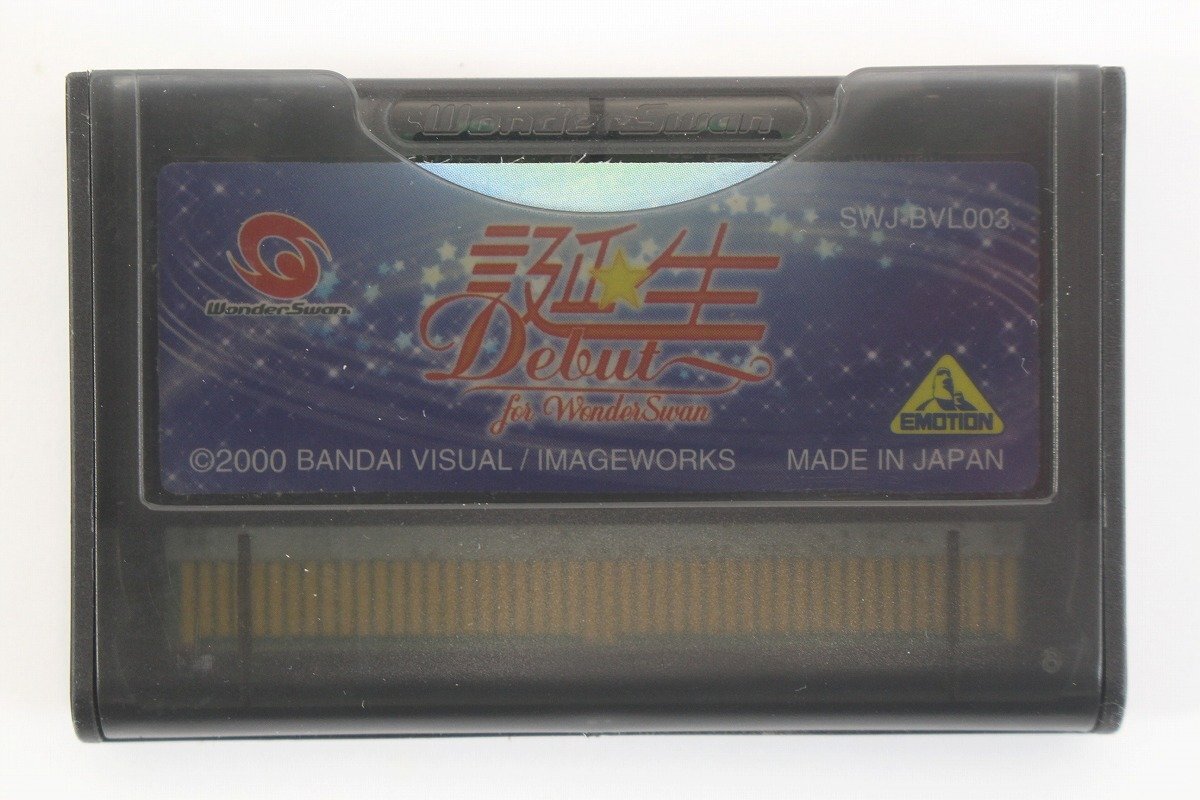 WonderSwan
SWJ-BVL003
誕生
Debut
for WonderSwan
WonderSwan
EMOTION
©2000 BANDAI VISUAL / IMAGEWORKS MADE IN JAPAN